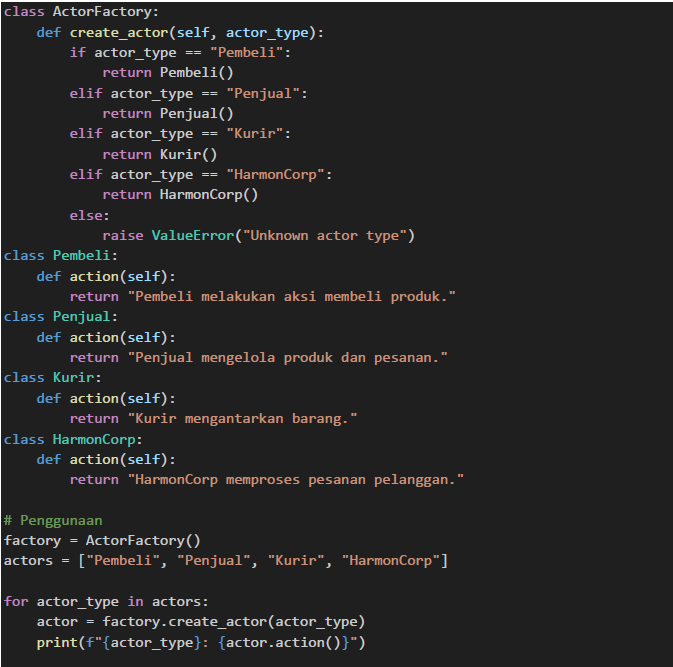 class ActorFactory:
    def create_actor(self, actor_type):
        if actor_type == "Pembeli":
            return Pembeli()
        elif actor_type == "Penjual":
            return Penjual()
        elif actor_type == "Kurir":
            return Kurir()
        elif actor_type == "HarmonCorp":
            return HarmonCorp()
        else:
            raise ValueError("Unknown actor type")
class Pembeli:
    def action(self):
        return "Pembeli melakukan aksi membeli produk."
class Penjual:
    def action(self):
        return "Penjual mengelola produk dan pesanan."
class Kurir:
    def action(self):
        return "Kurir mengantarkan barang."
class HarmonCorp:
    def action(self):
        return "HarmonCorp memproses pesanan pelanggan."

# Penggunaan
factory = ActorFactory()
actors = ["Pembeli", "Penjual", "Kurir", "HarmonCorp"]

for actor_type in actors:
    actor = factory.create_actor(actor_type)
    print(f"{actor_type}: {actor.action()}")